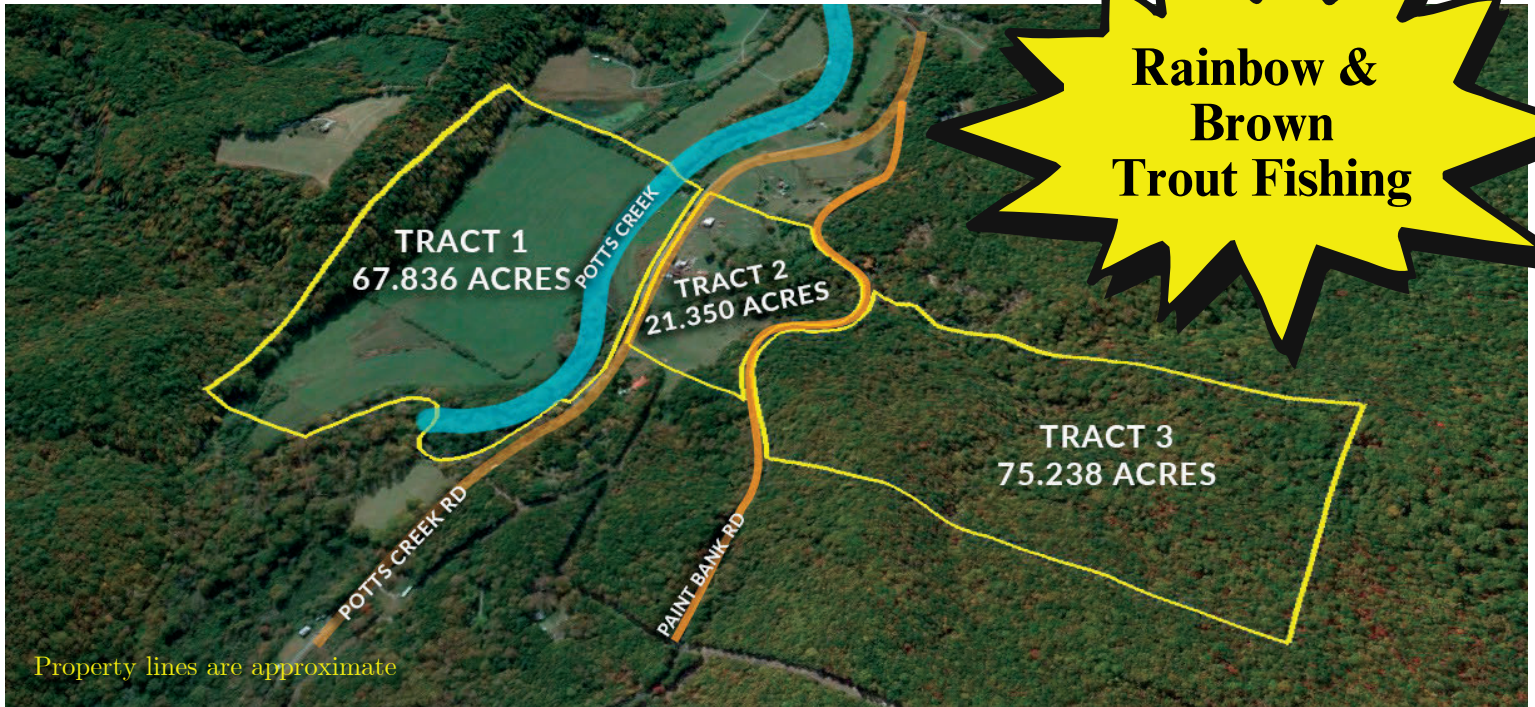 Rainbow &
Brown
Trout Fishing
TRACT 1
67.836 ACRES
POTTS CREEK
TRACT 2
21.350 ACRES
TRACT 3
75.238 ACRES
POTTS CREEK RD
PAINT BANK RD
Property lines are approximate